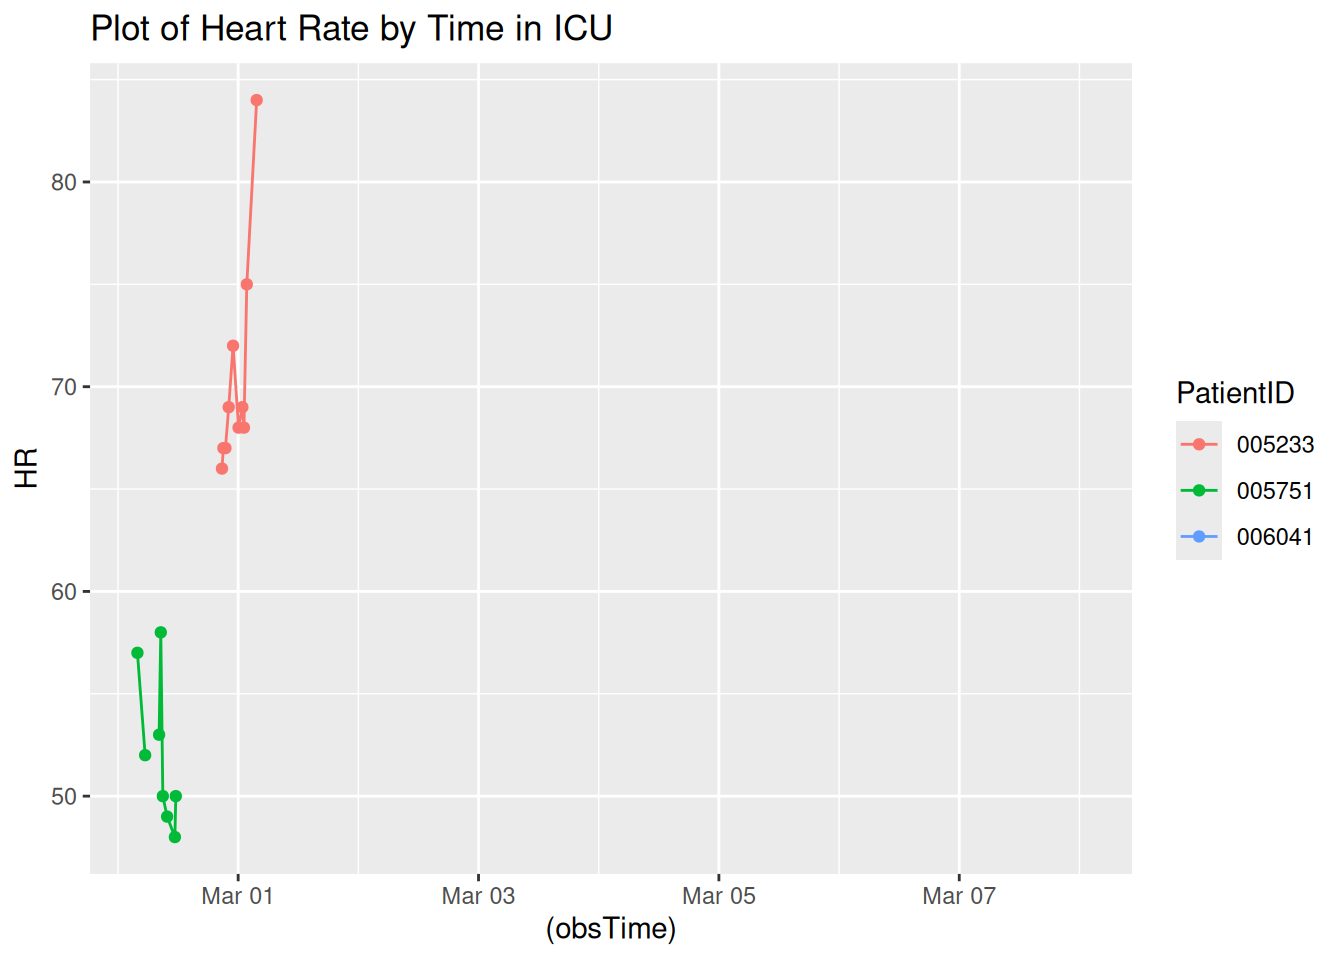 Plot of Heart Rate by Time in ICU
80
70
60
50
HR
Mar 01 Mar 03 Mar 05 Mar 07
(obsTime)
PatientID
005233
005751
006041